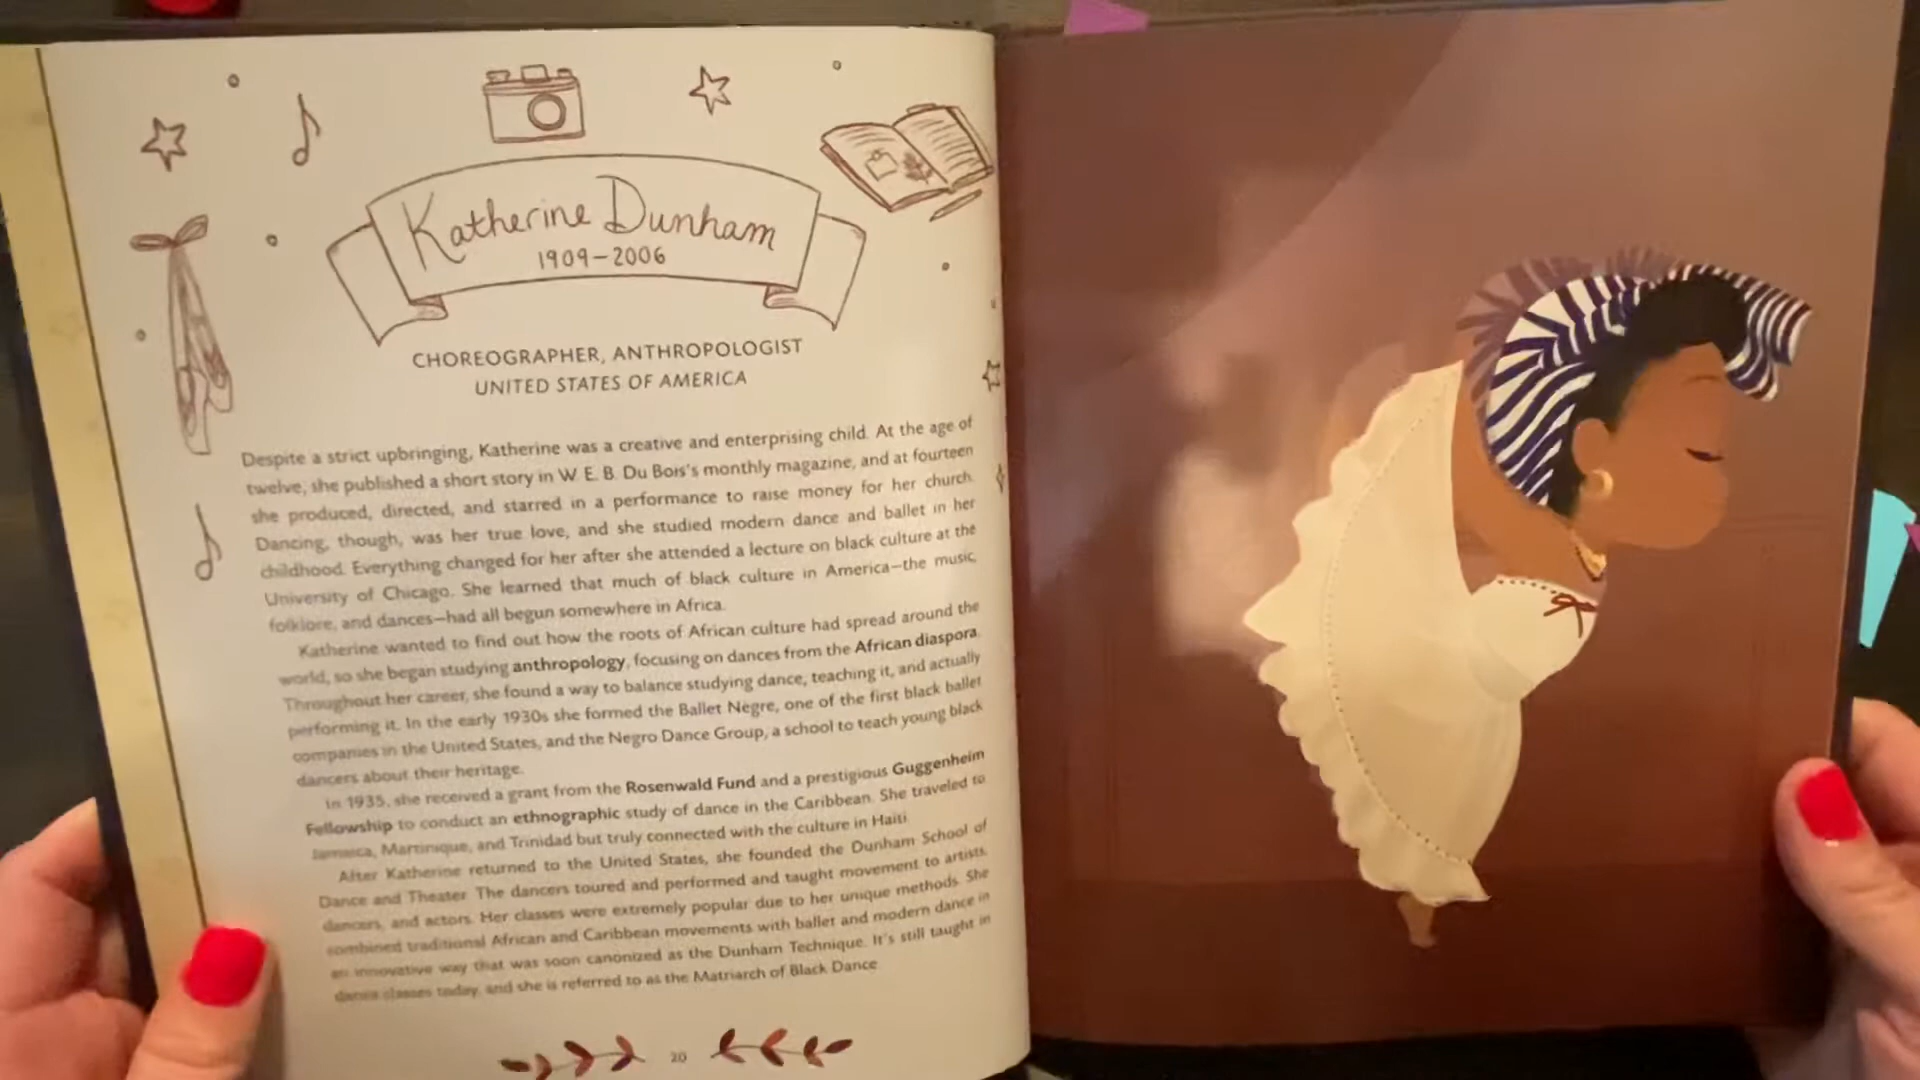 Katherine Dunham
1909–2006
CHOREOGRAPHER, ANTHROPOLOGIST
UNITED STATES OF AMERICA
Despite a strict upbringing, Katherine was a creative and enterprising child. At the age of
twelve, she published a short story in W. E. B. Du Bois's monthly magazine, and at fourteen
she produced, directed, and starred in a performance to raise money for her church.
Dancing, though, was her true love, and she studied modern dance and ballet in her
childhood. Everything changed for her after she attended a lecture on black culture at the
University of Chicago. She learned that much of black culture in America—the music,
folklore, and dances—had all begun somewhere in Africa.
Katherine wanted to find out how the roots of African culture had spread around the
world, so she began studying anthropology, focusing on dances from the African diaspora.
Throughout her career, she found a way to balance studying dance, teaching it, and actually
performing it. In the early 1930s she formed the Ballet Negre, one of the first black ballet
companies in the United States, and the Negro Dance Group, a school to teach young black
dancers about their heritage.
In 1935, she received a grant from the Rosenwald Fund and a prestigious Guggenheim
Fellowship to conduct an ethnographic study of dance in the Caribbean. She traveled to
Jamaica, Martinique, and Trinidad but truly connected with the culture in Haiti.
After Katherine returned to the United States, she founded the Dunham School of
Dance and Theater. The dancers toured and performed and taught movement to artists,
dancers, and actors. Her classes were extremely popular due to her unique methods. She
combined traditional African and Caribbean movements with ballet and modern dance in
an innovative way that was soon canonized as the Dunham Technique. It's still taught in
dance classes today, and she is referred to as the Matriarch of Black Dance.
20